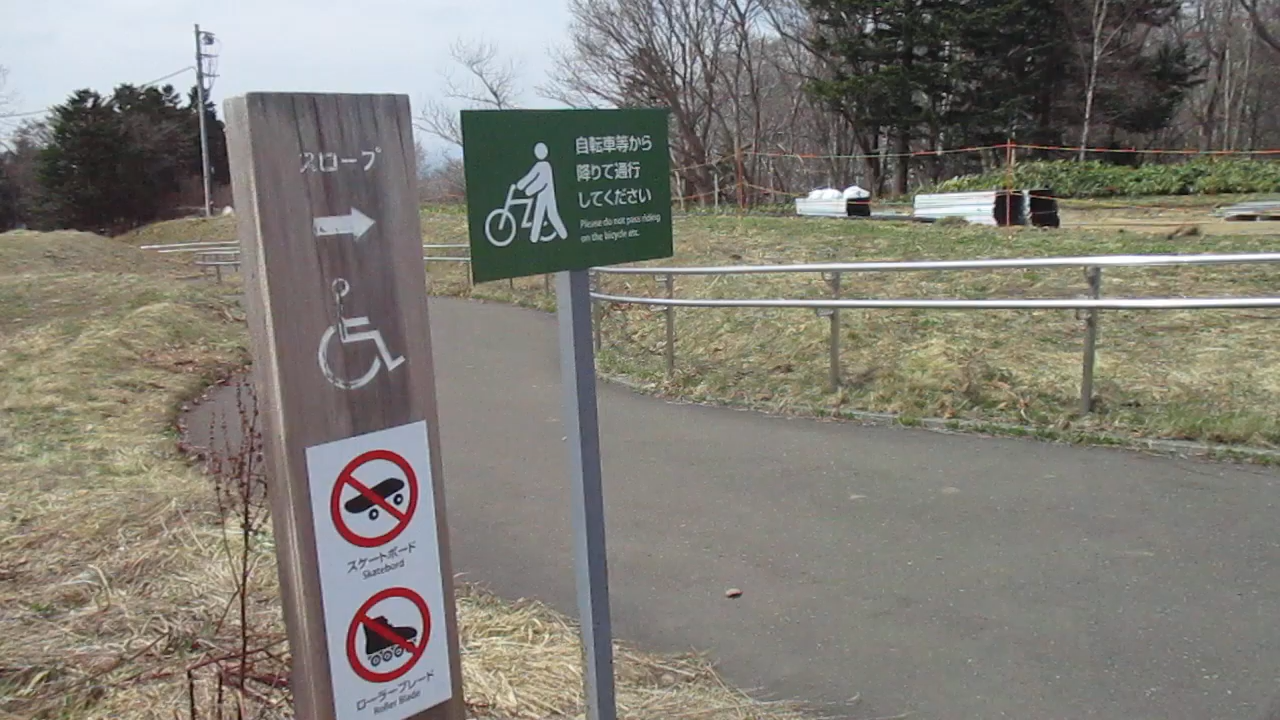 スロープ
スケートボード
Skatebord
ローラーブレード
Roller Blade
自転車等から
降りて通行
してください
Please do not pass riding
on the bicycle etc.